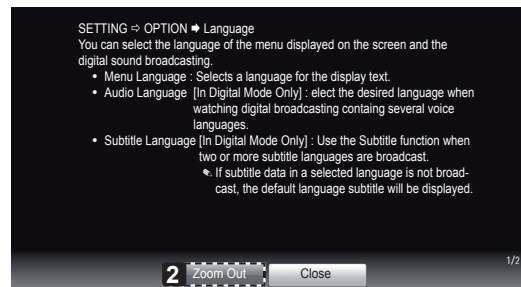 SETTING ⇨ OPTION ➡ Language
You can select the language of the menu displayed on the screen and the
digital sound broadcasting.
• Menu Language : Selects a language for the display text.
• Audio Language [In Digital Mode Only] : elect the desired language when
watching digital broadcasting containg several voice
languages.
• Subtitle Language [In Digital Mode Only] : Use the Subtitle function when
two or more subtitle languages are broadcast.
✎ If subtitle data in a selected language is not broad-
cast, the default language subtitle will be displayed.
1/2
2 Zoom Out Close